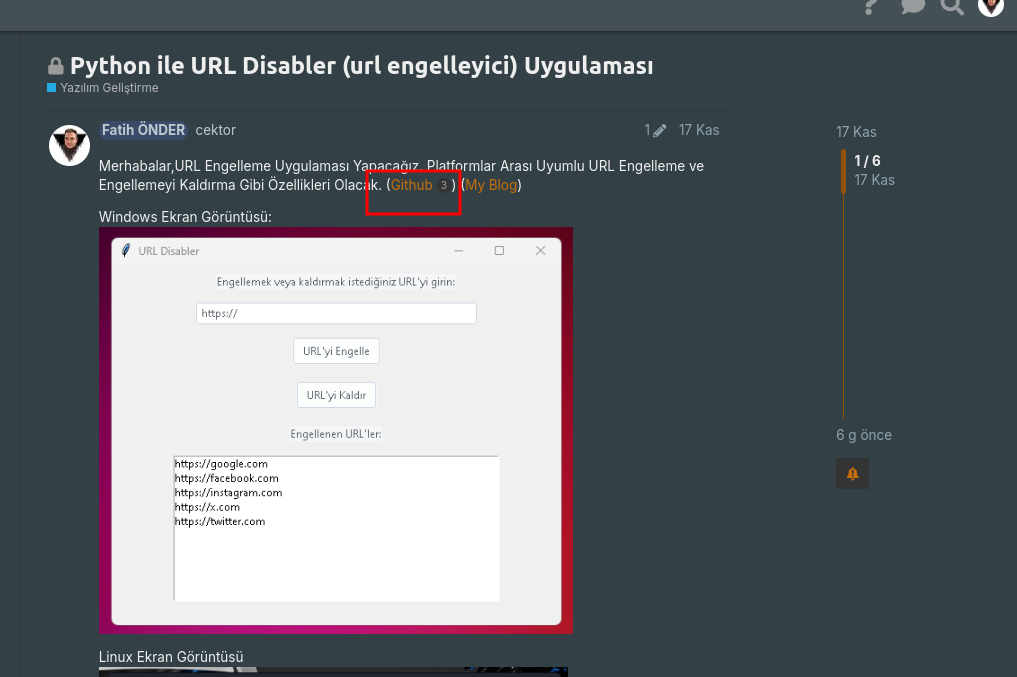 Python ile URL Disabler (url engelleyici) Uygulaması
Yazılım Geliştirme
Fatih ÖNDER cektor
1 17 Kas
Merhabalar,URL Engelleme Uygulaması Yapacağız. Platformlar Arası Uyumlu URL Engelleme ve
Engellemeyi Kaldırma Gibi Özellikleri Olacak. (Github 3 ) (My Blog)
Windows Ekran Görüntüsü:
URL Disabler
Engellemek veya kaldırmak istediğiniz URL'yi girin:
https://
URL'yi Engelle
URL'yi Kaldır
Engellenen URL'ler:
https://google.com
https://facebook.com
https://instagram.com
https://x.com
https://twitter.com
Linux Ekran Görüntüsü
17 Kas
1 / 6
17 Kas
6 g önce